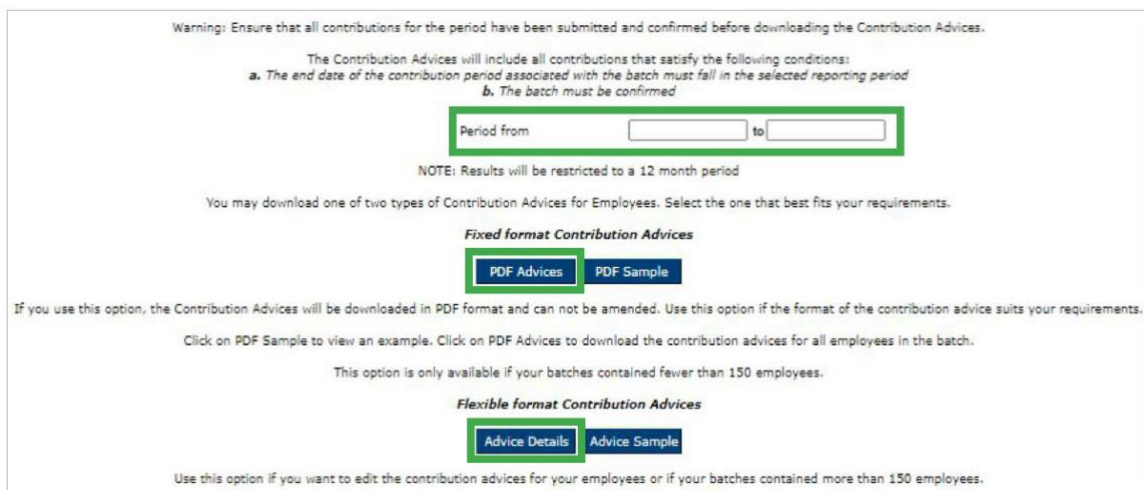 Warning: Ensure that all contributions for the period have been submitted and confirmed before downloading the Contribution Advices.
The Contribution Advices will include all contributions that satisfy the following conditions:
a. The end date of the contribution period associated with the batch must fall in the selected reporting period
b. The batch must be confirmed
Period from to
NOTE: Results will be restricted to a 12 month period
You may download one of two types of Contribution Advices for Employees. Select the one that best fits your requirements.
Fixed format Contribution Advices
PDF Advices PDF Sample
If you use this option, the Contribution Advices will be downloaded in PDF format and can not be amended. Use this option if the format of the contribution advice suits your requirements.
Click on PDF Sample to view an example. Click on PDF Advices to download the contribution advices for all employees in the batch.
This option is only available if your batches contained fewer than 150 employees.
Flexible format Contribution Advices
Advice Details Advice Sample
Use this option if you want to edit the contribution advices for your employees or if your batches contained more than 150 employees.